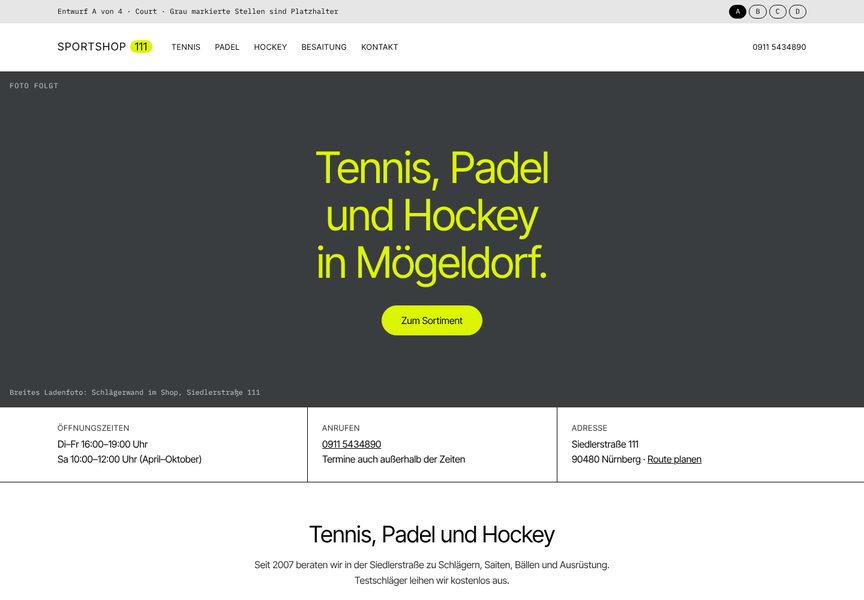 Entwurf A von 4 · Court · Grau markierte Stellen sind Platzhalter
A B C D
SPORTSHOP 111 TENNIS PADEL HOCKEY BESAITUNG KONTAKT 0911 5434890
FOTO FOLGT
Tennis, Padel
und Hockey
in Mögeldorf.
Zum Sortiment
Breites Ladenfoto: Schlägerwand im Shop, Siedlerstraße 111
ÖFFNUNGSZEITEN
Di–Fr 16:00–19:00 Uhr
Sa 10:00–12:00 Uhr (April–Oktober)
ANRUFEN
0911 5434890
Termine auch außerhalb der Zeiten
ADRESSE
Siedlerstraße 111
90480 Nürnberg · Route planen
Tennis, Padel und Hockey
Seit 2007 beraten wir in der Siedlerstraße zu Schlägern, Saiten, Bällen und Ausrüstung.
Testschläger leihen wir kostenlos aus.